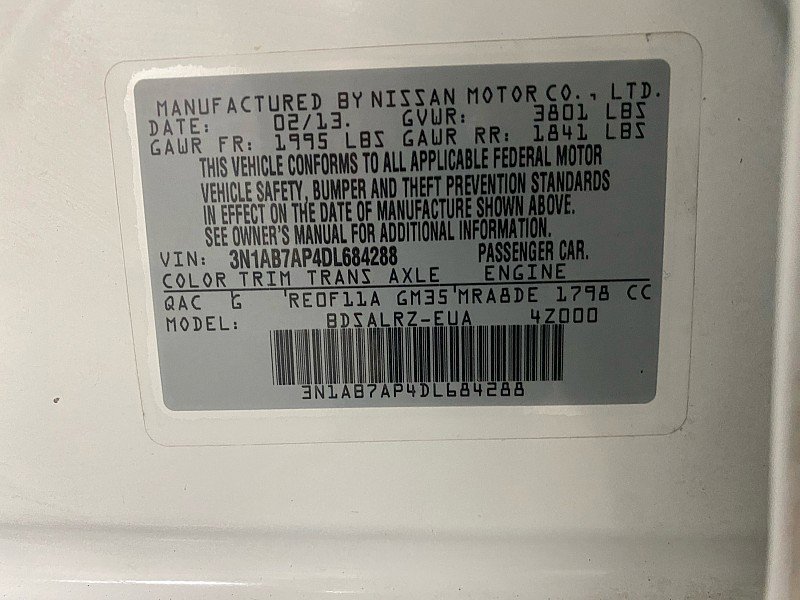 MANUFACTURED BY NISSAN MOTOR CO., LTD.
DATE: 02/13. GVWR: 3801 LBS
GAWR FR: 1995 LBS GAWR RR: 1841 LBS
THIS VEHICLE CONFORMS TO ALL APPLICABLE FEDERAL MOTOR
VEHICLE SAFETY, BUMPER AND THEFT PREVENTION STANDARDS
IN EFFECT ON THE DATE OF MANUFACTURE SHOWN ABOVE.
SEE OWNER'S MANUAL FOR ADDITIONAL INFORMATION.
VIN: 3N1AB7AP4DL684288 PASSENGER CAR.
COLOR TRIM TRANS AXLE ENGINE
QAC G RE0F11A GM35 MRA8DE 1798 CC
MODEL: BDSALRZ-EUA 4Z000
3N1AB7AP4DL684288